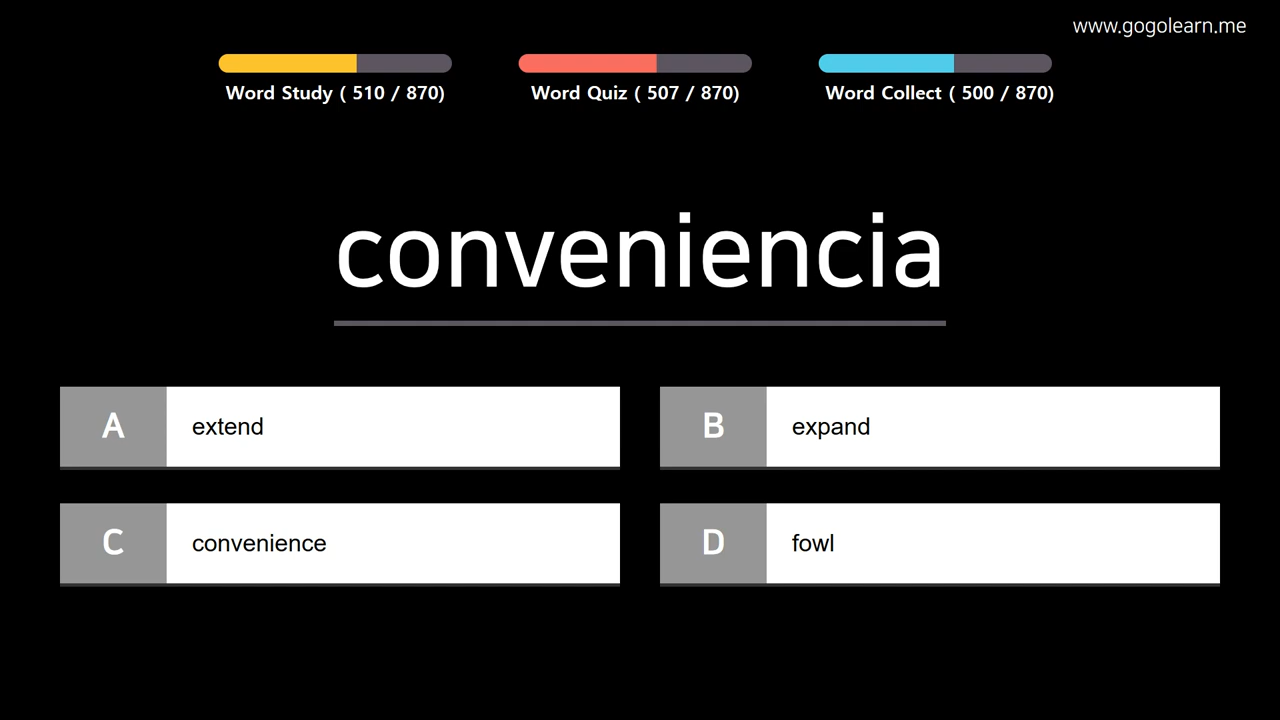 www.gogolearn.me
Word Study ( 510 / 870)
Word Quiz ( 507 / 870)
Word Collect ( 500 / 870)
conveniencia
A extend
B expand
C convenience
D fowl